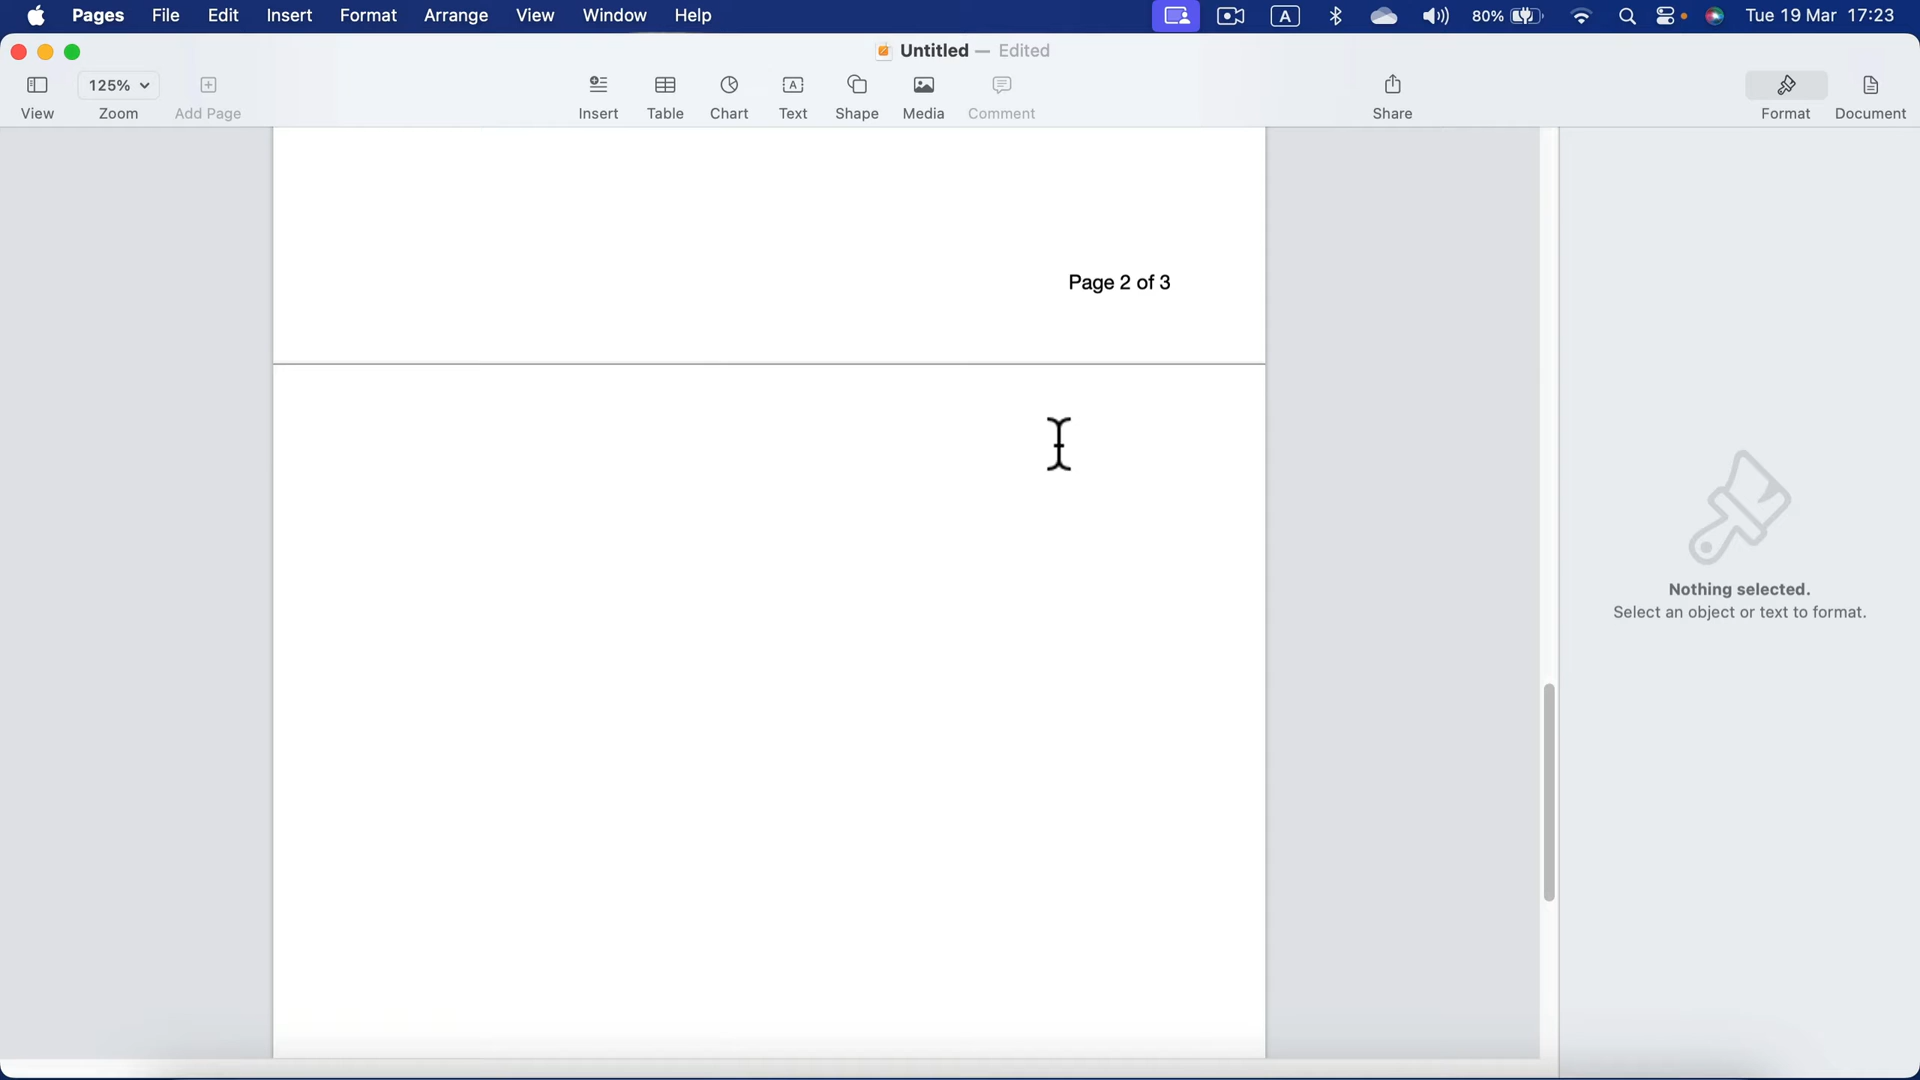 Pages File Edit Insert Format Arrange View Window Help A 80% Tue 19 Mar 17:23
Untitled — Edited
125%
View Zoom Add Page Insert Table Chart Text Shape Media Comment Share Format Document
Page 2 of 3
Nothing selected.
Select an object or text to format.